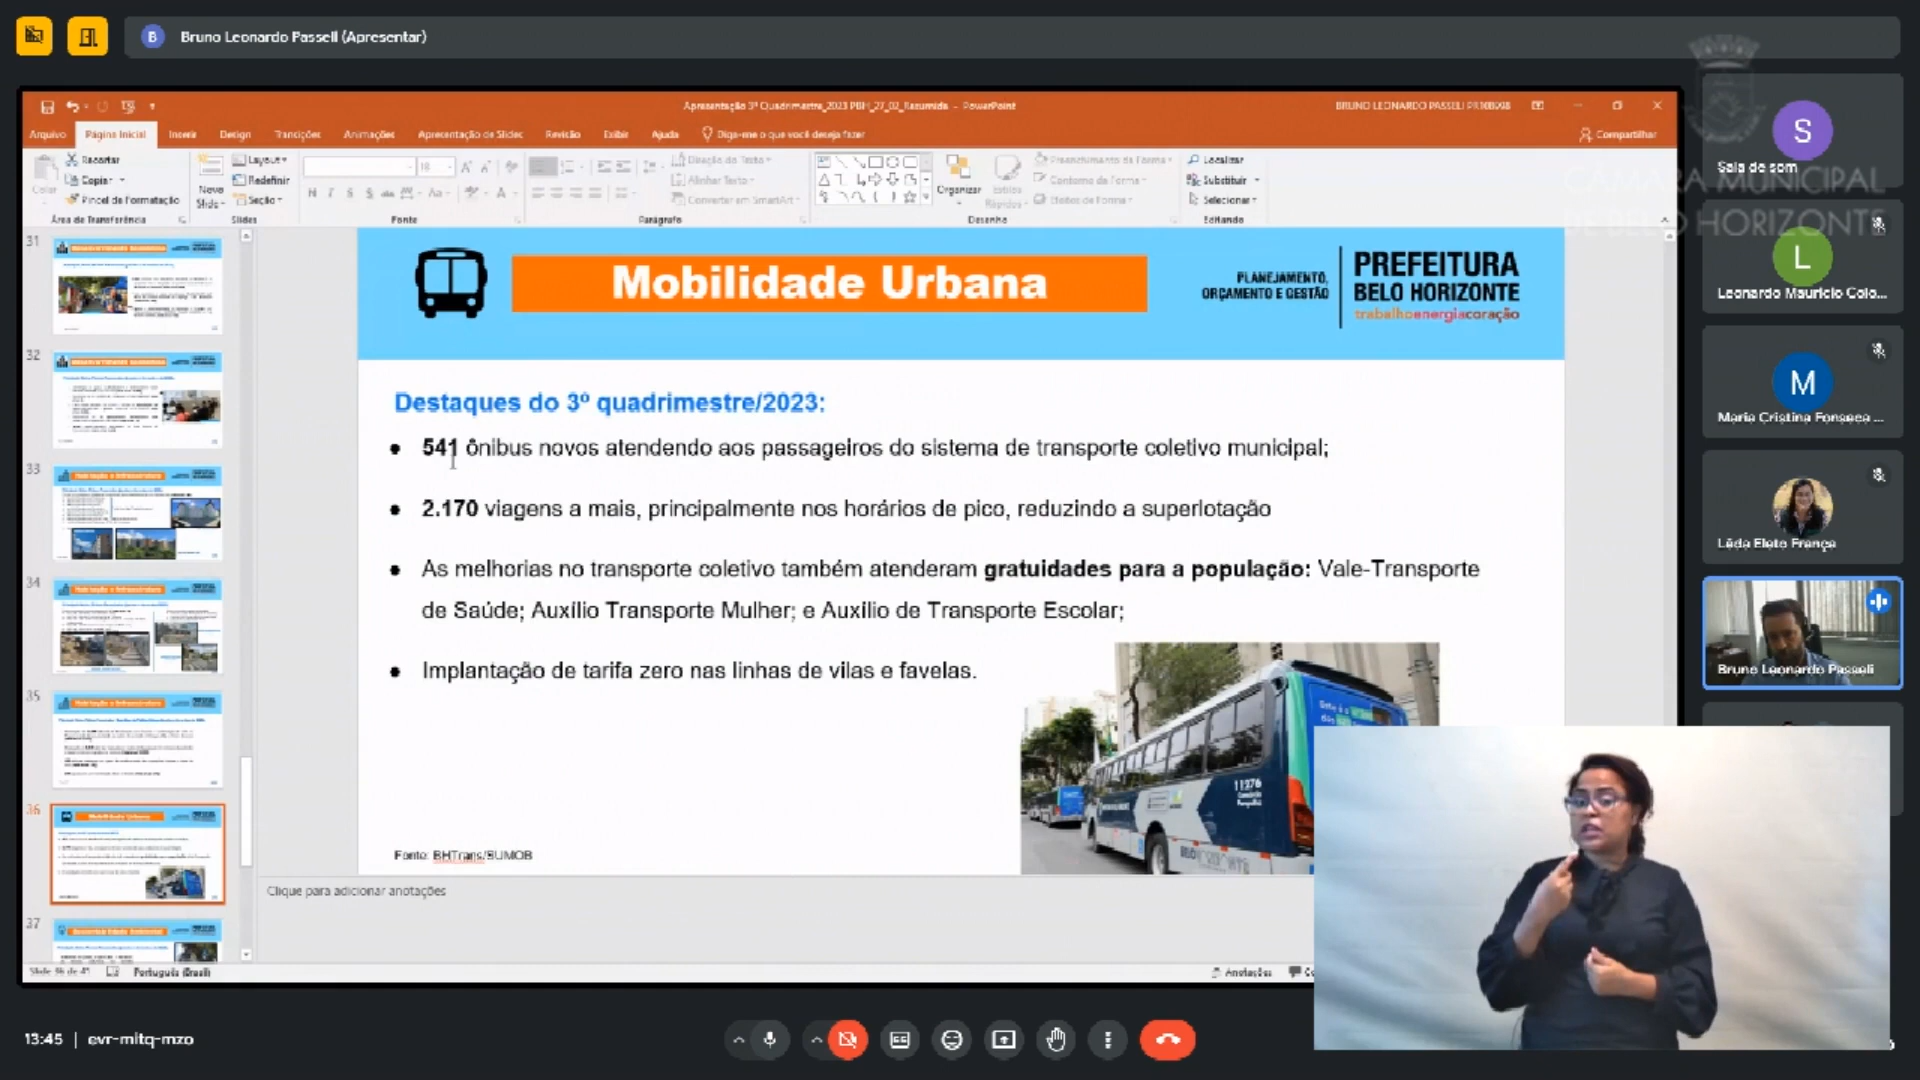 Bruno Leonardo Passeli (Apresentar)
B
Apresentação 3º Quadrimestre_2023 PBH_27_02_Resumida - PowerPoint
BRUNO LEONARDO PASSELI PR108998
Arquivo
Página Inicial
Inserir
Design
Transições
Animações
Apresentação de Slides
Revisão
Exibir
Ajuda
Diga-me o que você deseja fazer
Compartilhar
Colar
Recortar
Copiar
Pincel de Formatação
Área de Transferência
Novo Slide
Layout
Redefinir
Seção
Slides
18
Fonte
Direção do Texto
Alinhar Texto
Converter em SmartArt
Parágrafo
Organizar
Estilos Rápidos
Preenchimento da Forma
Contorno da Forma
Efeitos de Forma
Desenho
Localizar
Substituir
Selecionar
Editando
CÂMARA MUNICIPAL
DE BELO HORIZONTE
31
32
33
34
35
36
37
Mobilidade Urbana
PLANEJAMENTO,
ORÇAMENTO E GESTÃO
PREFEITURA
BELO HORIZONTE
trabalhoenergiacoração
Destaques do 3º quadrimestre/2023:
• 541 ônibus novos atendendo aos passageiros do sistema de transporte coletivo municipal;
• 2.170 viagens a mais, principalmente nos horários de pico, reduzindo a superlotação
• As melhorias no transporte coletivo também atenderam gratuidades para a população: Vale-Transporte
de Saúde; Auxílio Transporte Mulher; e Auxílio de Transporte Escolar;
• Implantação de tarifa zero nas linhas de vilas e favelas.
11276
Fonte: BHTrans/SUMOB
Clique para adicionar anotações
Português (Brasil)
Anotações
S
Sala de som
L
Leonardo Maurício Colo...
M
Maria Cristina Fonseca ...
Lêda Eleto França
Bruno Leonardo Passeli
13:45 | evr-mitq-mzo